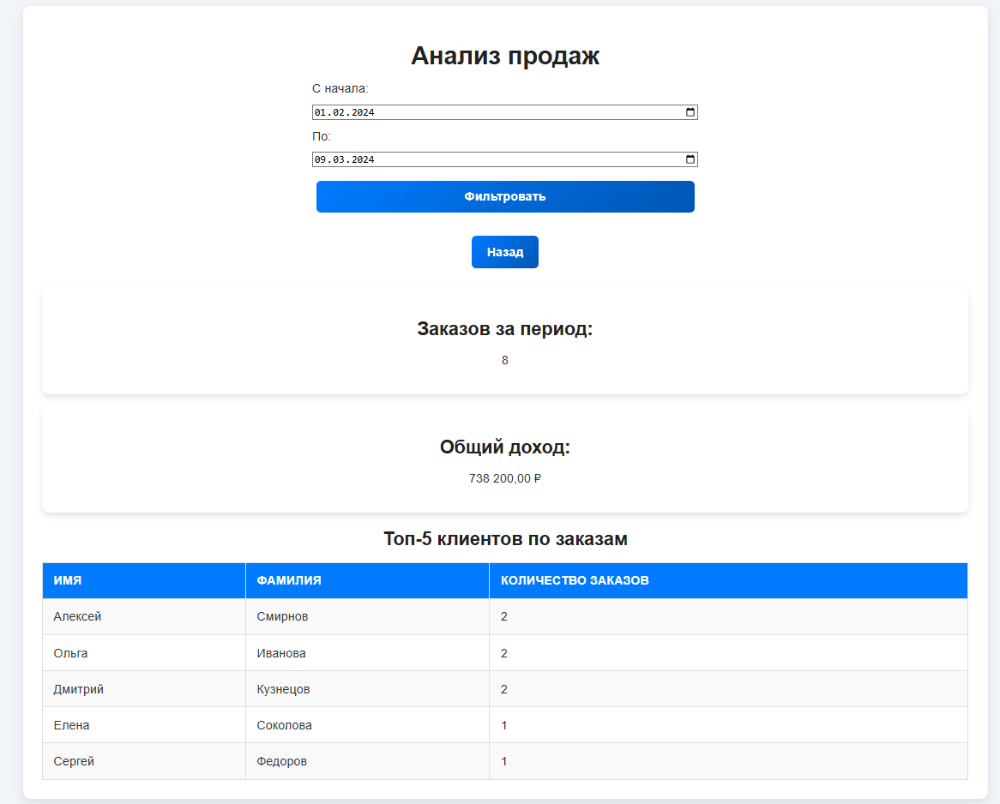 Анализ продаж
С начала:
01.02.2024
По:
09.03.2024
Фильтровать
Назад
Заказов за период:
8
Общий доход:
738 200,00 ₽
Топ-5 клиентов по заказам
ИМЯ ФАМИЛИЯ КОЛИЧЕСТВО ЗАКАЗОВ
Алексей Смирнов 2
Ольга Иванова 2
Дмитрий Кузнецов 2
Елена Соколова 1
Сергей Федоров 1